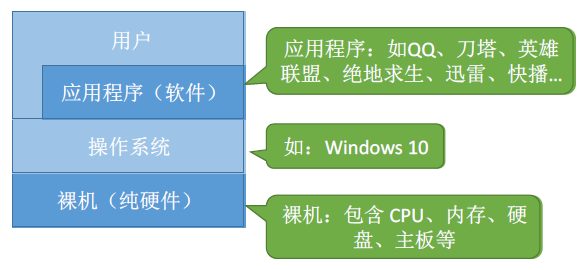 用户
应用程序（软件）
操作系统
裸机（纯硬件）
应用程序：如QQ、刀塔、英雄
联盟、绝地求生、迅雷、快播...
如：Windows 10
裸机：包含 CPU、内存、硬
盘、主板等